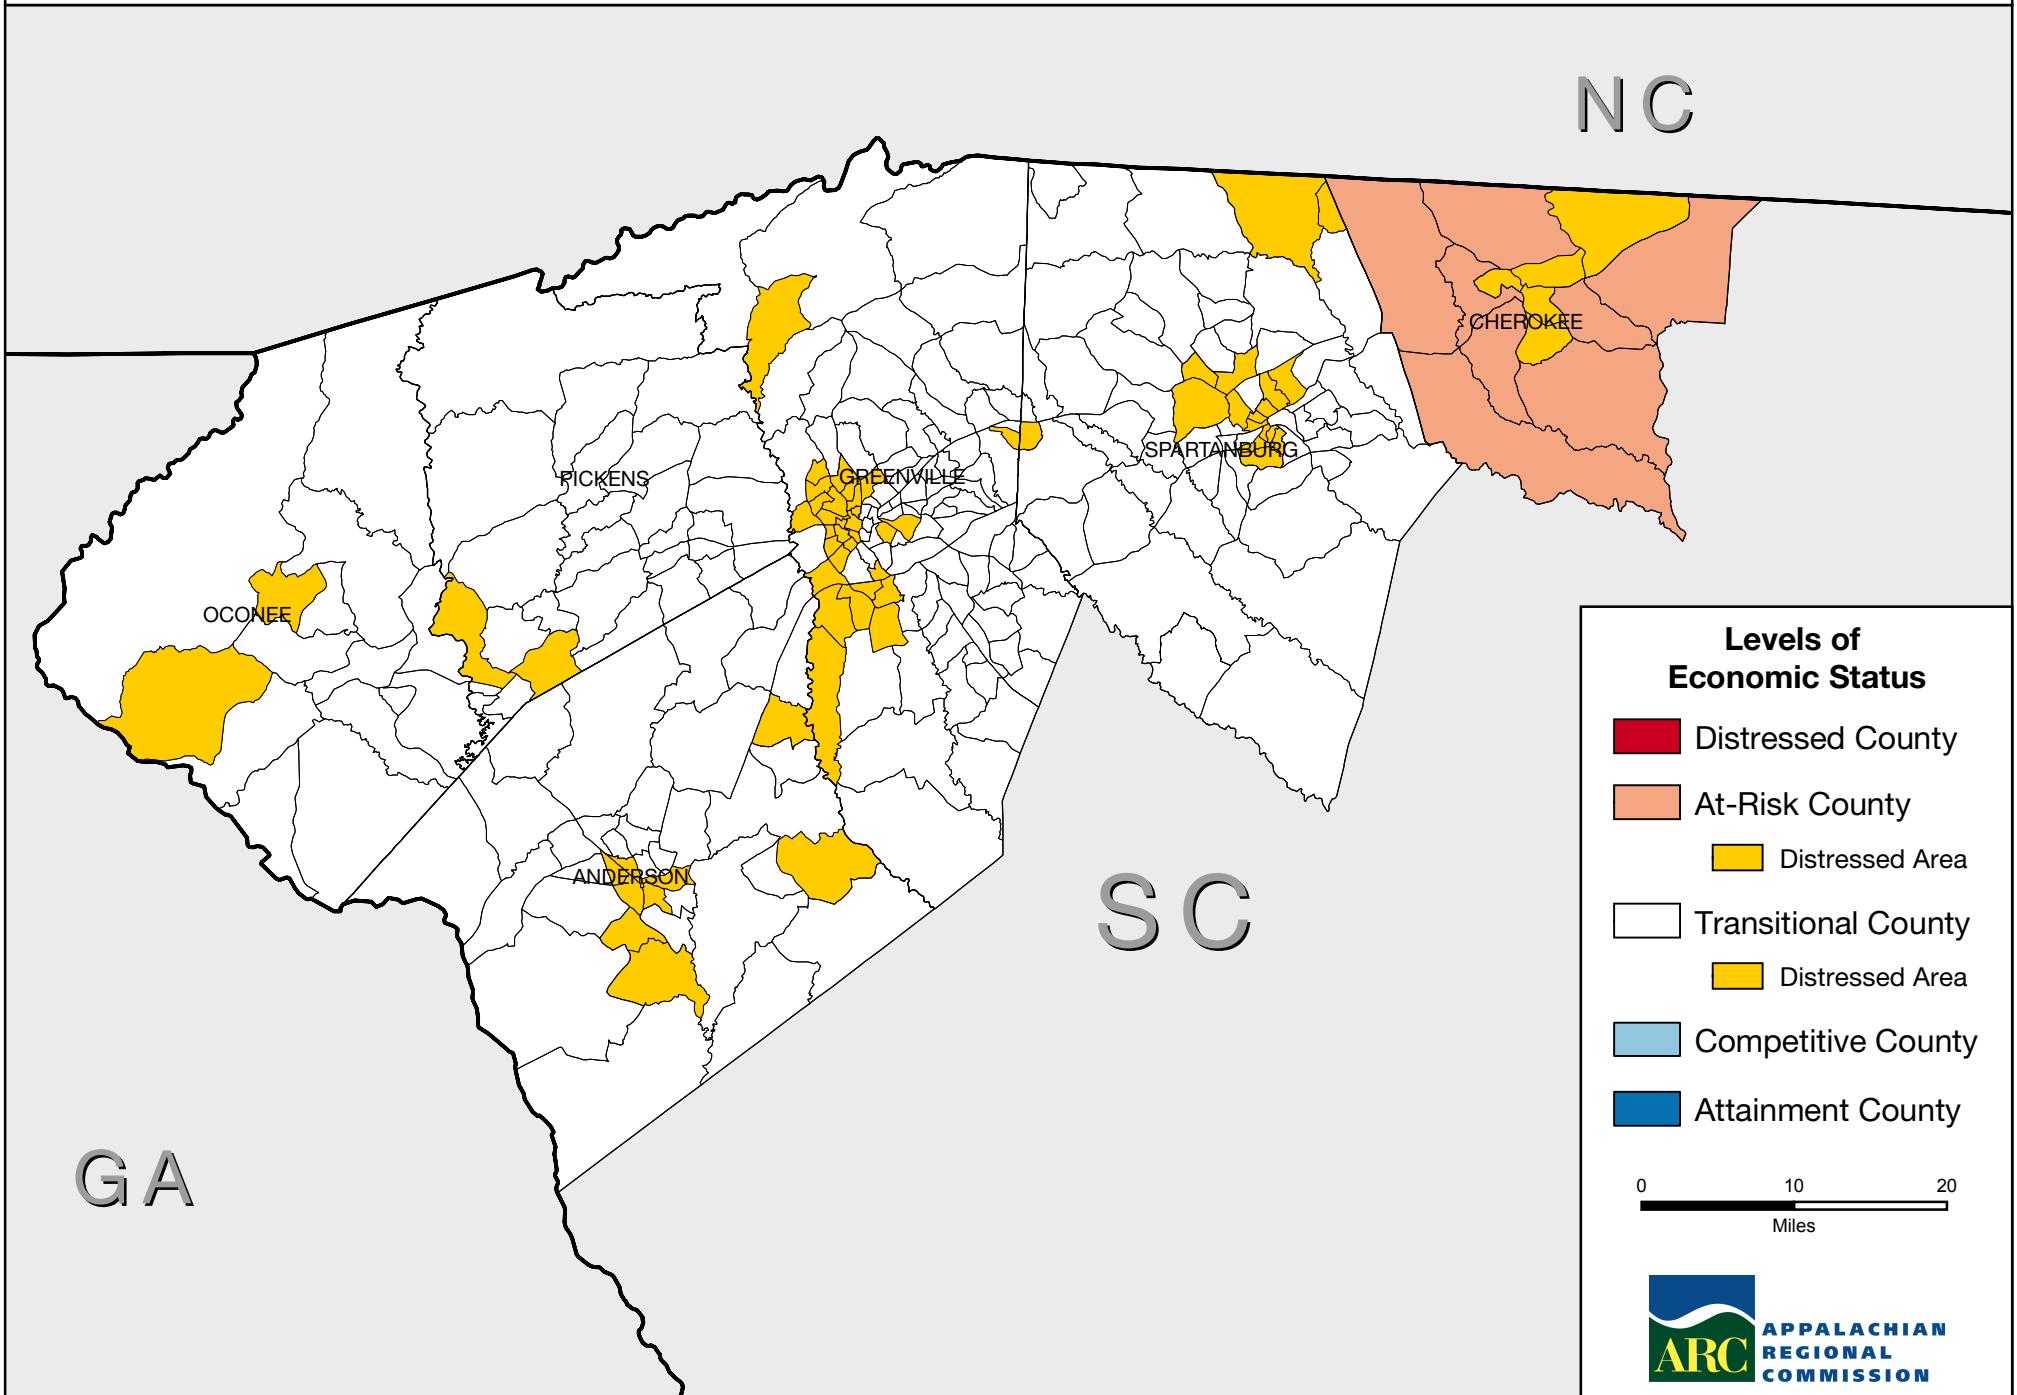 NC
CHEROKEE
SPARTANBURG
GREENVILLE
PICKENS
OCONEE
ANDERSON
SC
GA
Levels of
Economic Status
Distressed County
At-Risk County
Distressed Area
Transitional County
Distressed Area
Competitive County
Attainment County
0 10 20
Miles
ARC
APPALACHIAN
REGIONAL
COMMISSION